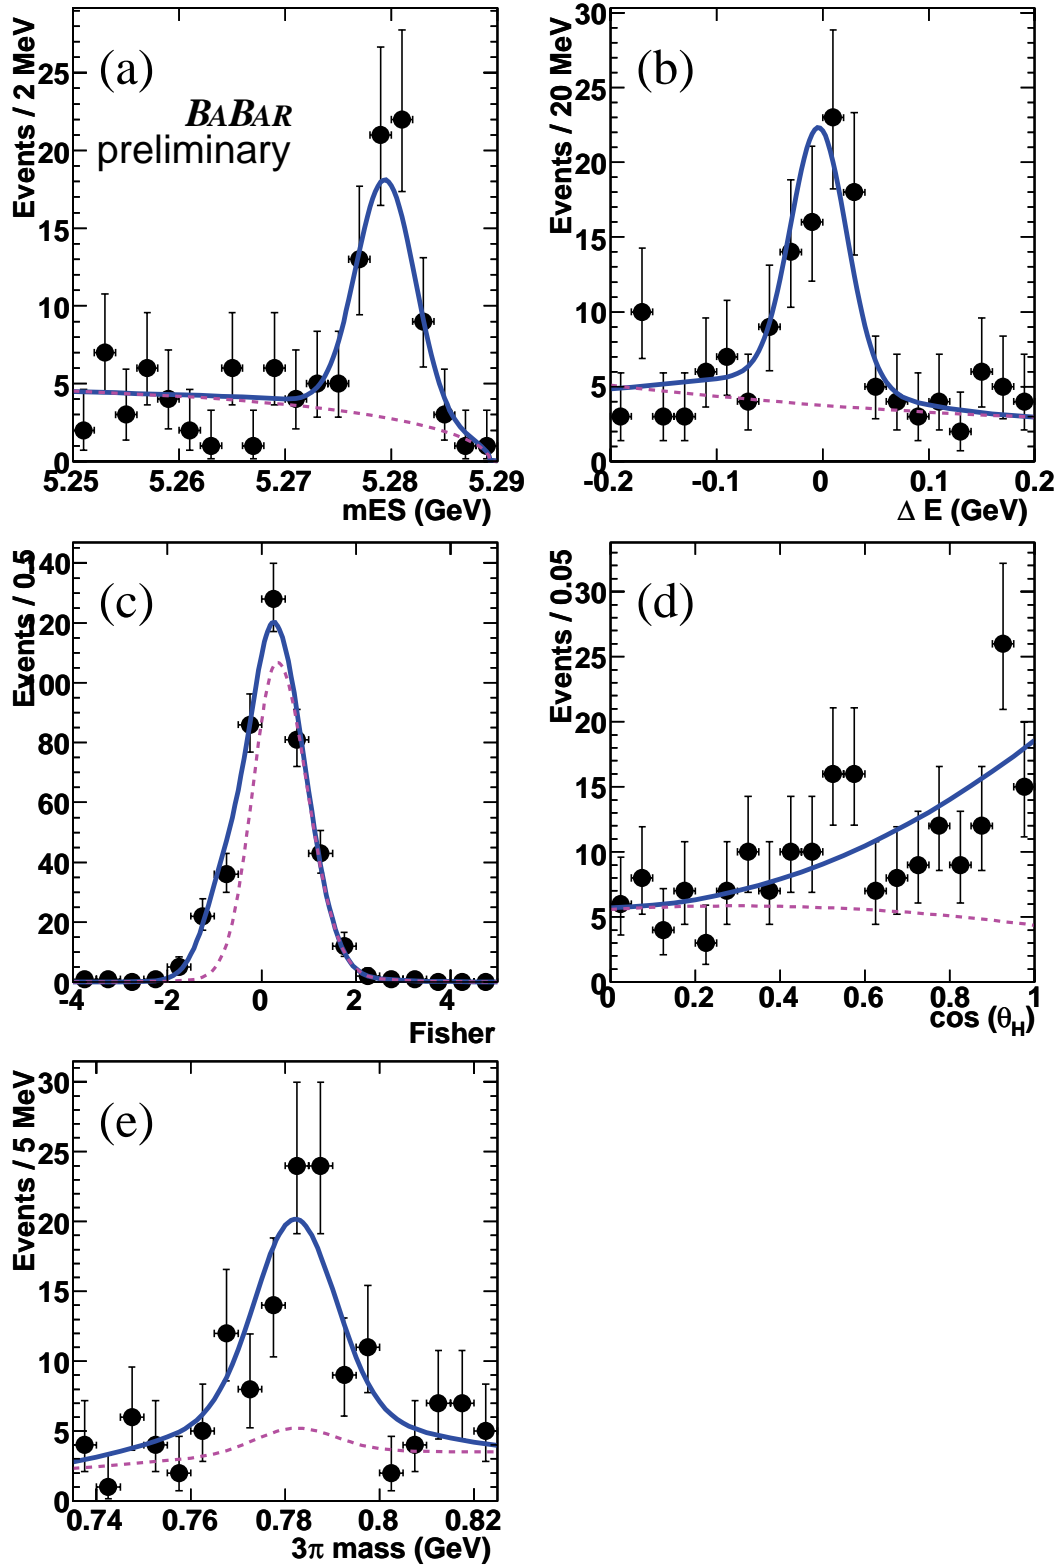 (a)
BABAR
preliminary
Events / 2 MeV
0
5
10
15
20
25
5.25 5.26 5.27 5.28 5.29
mES (GeV)
(b)
Events / 20 MeV
0
5
10
15
20
25
30
-0.2 -0.1 0 0.1 0.2
Δ E (GeV)
(c)
Events / 0.5
0
20
40
60
80
100
120
140
-4 -2 0 2 4
Fisher
(d)
Events / 0.05
0
5
10
15
20
25
30
0 0.2 0.4 0.6 0.8 1
cos (θH)
(e)
Events / 5 MeV
0
5
10
15
20
25
30
0.74 0.76 0.78 0.8 0.82
3π mass (GeV)